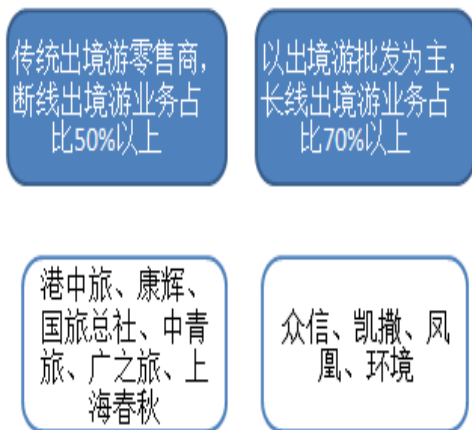 传统出境游零售商，
断线出境游业务占
比50%以上
以出境游批发为主，
长线出境游业务占
比70%以上
港中旅、康辉、
国旅总社、中青
旅、广之旅、上
海春秋
众信、凯撒、凤
凰、环境